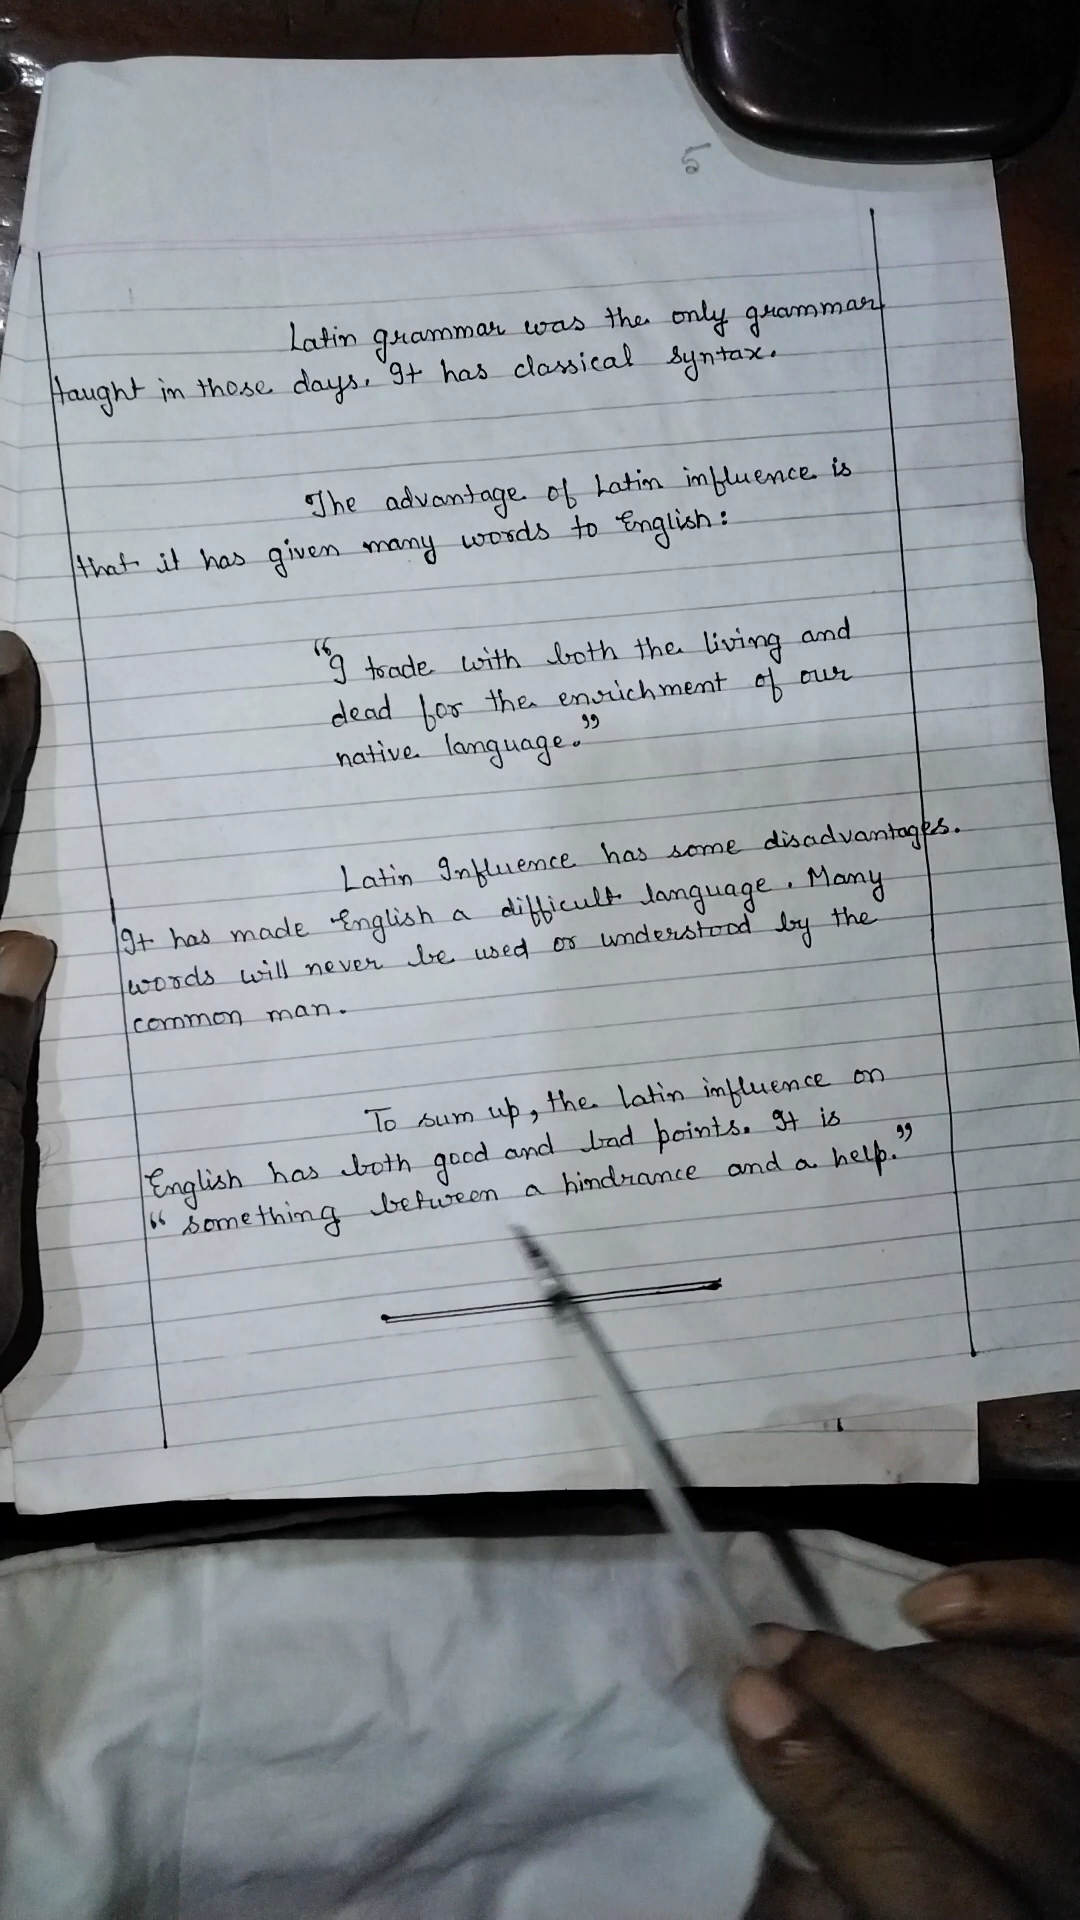 5
Latin grammar was the only grammar
taught in those days. It has classical syntax.
The advantage of Latin influence is
that it has given many words to English:
“I trade with both the living and
dead for the enrichment of our
native language.”
Latin Influence has some disadvantages.
It has made English a difficult language. Many
words will never be used or understood by the
common man.
To sum up, the Latin influence on
English has both good and bad points. It is
“something between a hindrance and a help.”